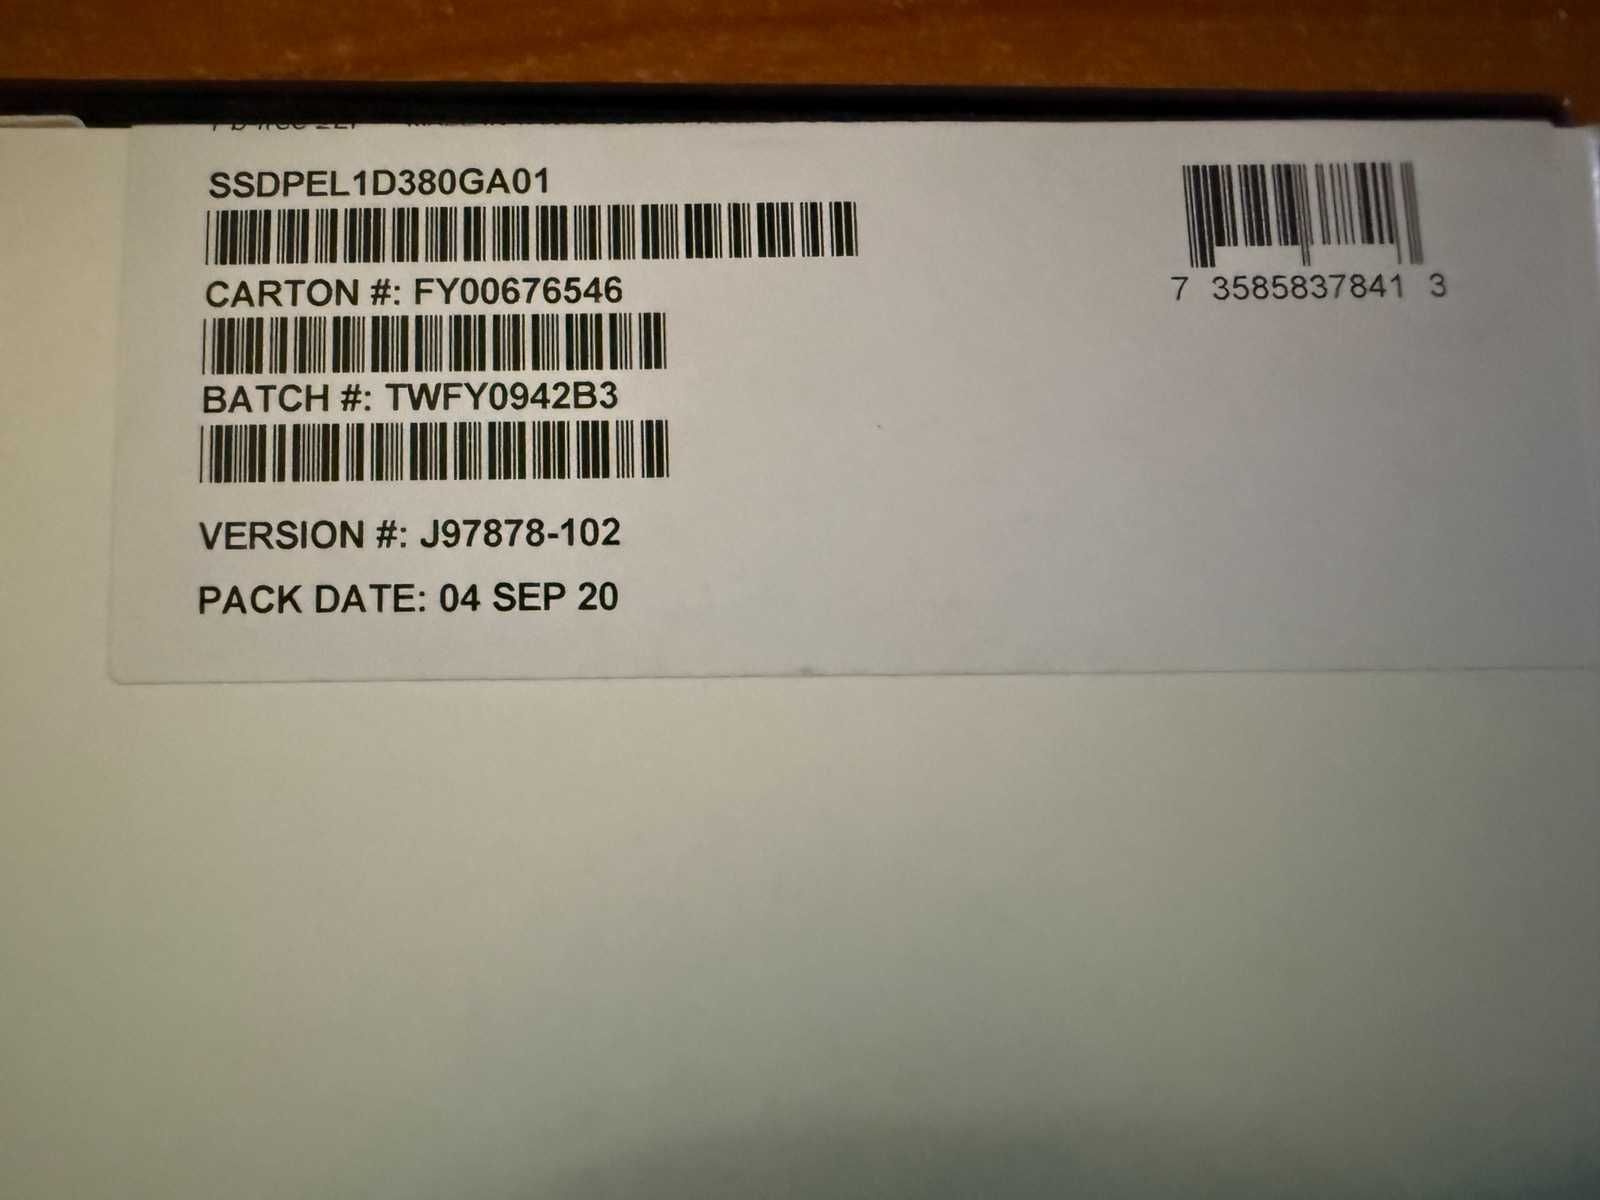 SSDPEL1D380GA01
CARTON #: FY00676546
BATCH #: TWFY0942B3
VERSION #: J97878-102
PACK DATE: 04 SEP 20
7 3585837841 3